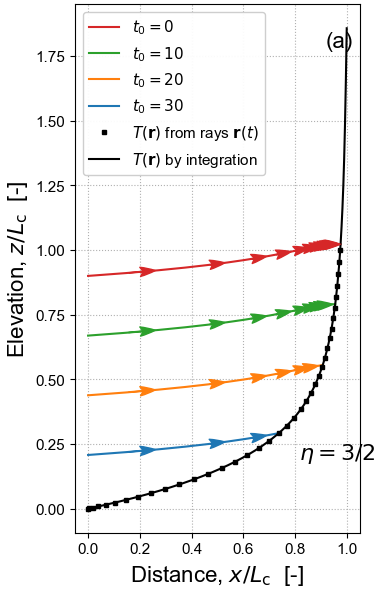 (a)
t₀ = 0
t₀ = 10
t₀ = 20
t₀ = 30
T(r) from rays r(t)
T(r) by integration
1.75
1.50
1.25
1.00
0.75
0.50
0.25
0.00
Elevation, z/L_c [-]
η = 3/2
0.0 0.2 0.4 0.6 0.8 1.0
Distance, x/L_c [-]